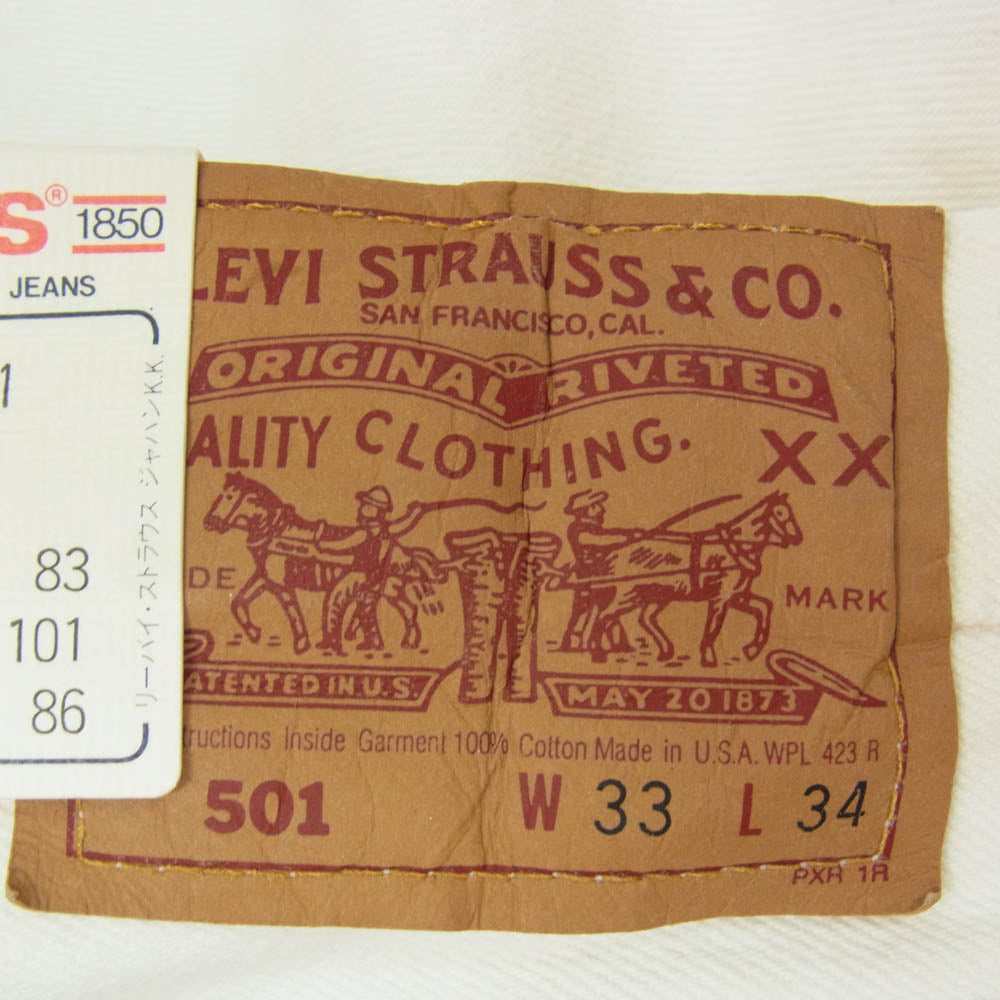 S® 1850
JEANS
1
83
101
86
リーバイ・ストラウス ジャパンK.K.
LEVI STRAUSS & CO.
SAN FRANCISCO, CAL.
ORIGINAL RIVETED
ALITY CLOTHING.
XX
DE MARK
ATENTED IN U.S. MAY 20 1873
tructions Inside Garment 100% Cotton Made in U.S.A. WPL 423 R
501 W 33 L 34
PXR 1R